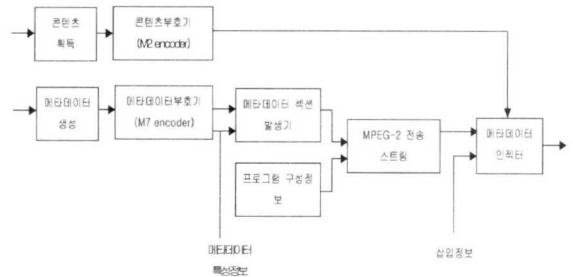 콘텐츠
획득
콘텐츠부호기
(M2 encoder)
메타데이터
생성
메타데이터부호기
(M7 encoder)
메타데이터 섹션
발생기
프로그램 구성정
보
MPEG-2 전송
스트림
메타데이터
인젝터
메타데이터
특성정보
삽입정보